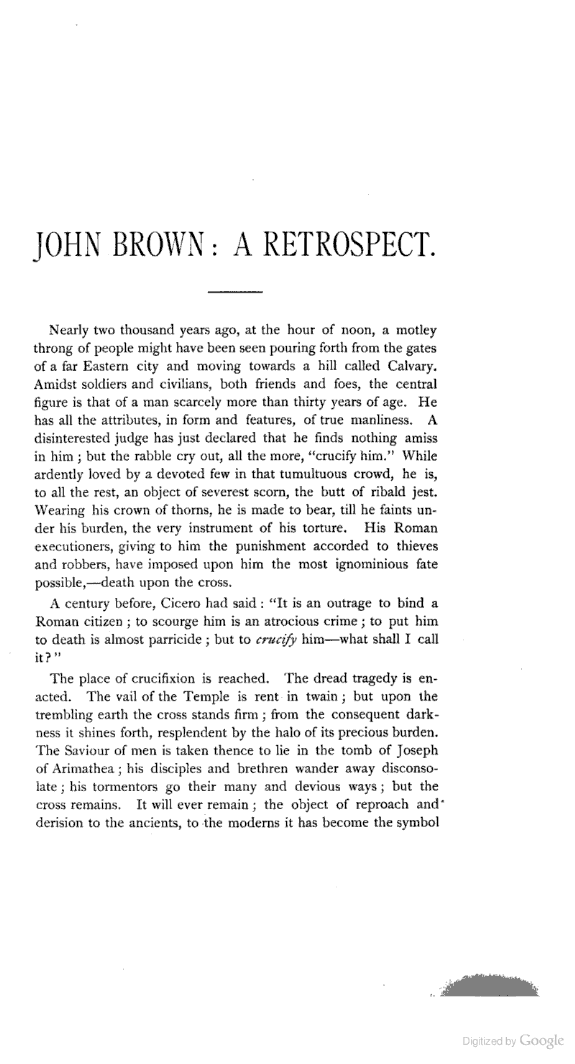 JOHN BROWN: A RETROSPECT.
Nearly two thousand years ago, at the hour of noon, a motley
throng of people might have been seen pouring forth from the gates
of a far Eastern city and moving towards a hill called Calvary.
Amidst soldiers and civilians, both friends and foes, the central
figure is that of a man scarcely more than thirty years of age. He
has all the attributes, in form and features, of true manliness. A
disinterested judge has just declared that he finds nothing amiss
in him ; but the rabble cry out, all the more, "crucify him." While
ardently loved by a devoted few in that tumultuous crowd, he is,
to all the rest, an object of severest scorn, the butt of ribald jest.
Wearing his crown of thorns, he is made to bear, till he faints un-
der his burden, the very instrument of his torture. His Roman
executioners, giving to him the punishment accorded to thieves
and robbers, have imposed upon him the most ignominious fate
possible,—death upon the cross.
A century before, Cicero had said : "It is an outrage to bind a
Roman citizen ; to scourge him is an atrocious crime ; to put him
to death is almost parricide ; but to crucify him—what shall I call
it ? "
The place of crucifixion is reached. The dread tragedy is en-
acted. The vail of the Temple is rent in twain ; but upon the
trembling earth the cross stands firm ; from the consequent dark-
ness it shines forth, resplendent by the halo of its precious burden.
The Saviour of men is taken thence to lie in the tomb of Joseph
of Arimathea ; his disciples and brethren wander away disconso-
late ; his tormentors go their many and devious ways ; but the
cross remains. It will ever remain ; the object of reproach and
derision to the ancients, to the moderns it has become the symbol
Digitized by Google